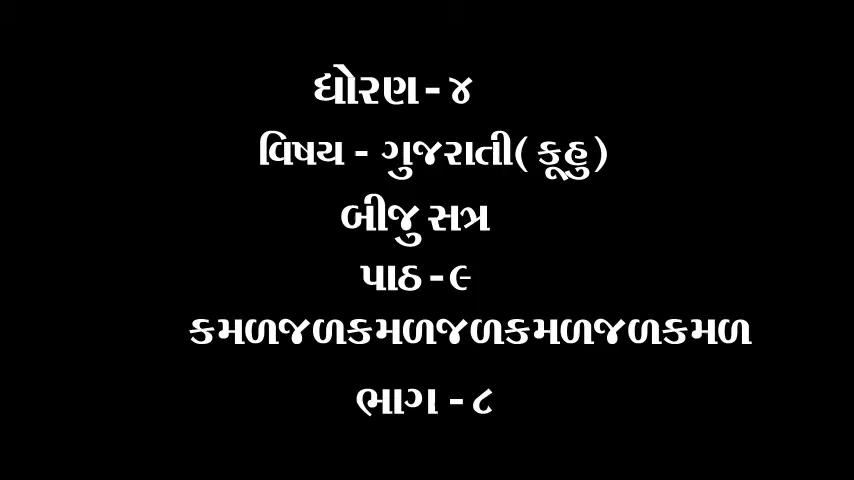 ધોરણ - ૪
વિષય - ગુજરાતી( કૂહુ )
બીજુ સત્ર
પાઠ - ૯
કમળજળકમળજળકમળજળકમળ
ભાગ - ૮